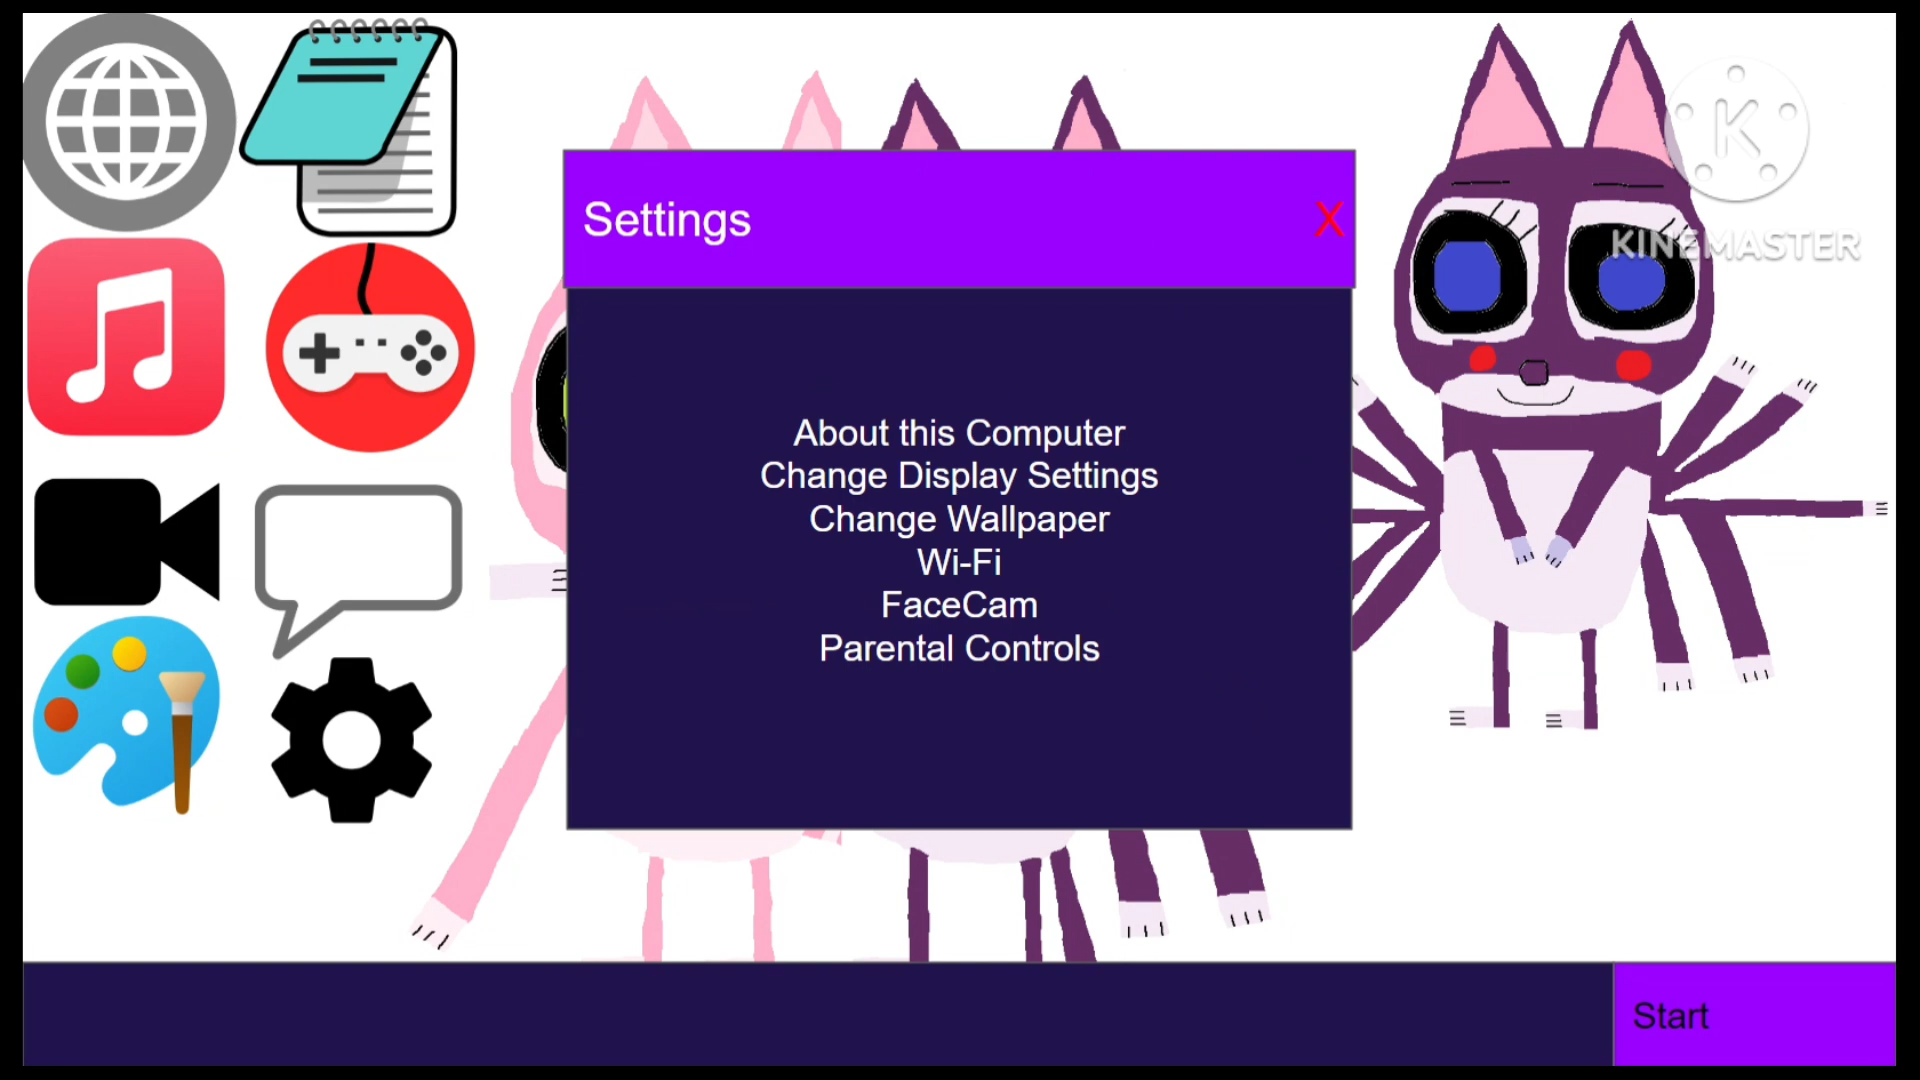 Settings
X
About this Computer
Change Display Settings
Change Wallpaper
Wi-Fi
FaceCam
Parental Controls
K
KINEMASTER
Start